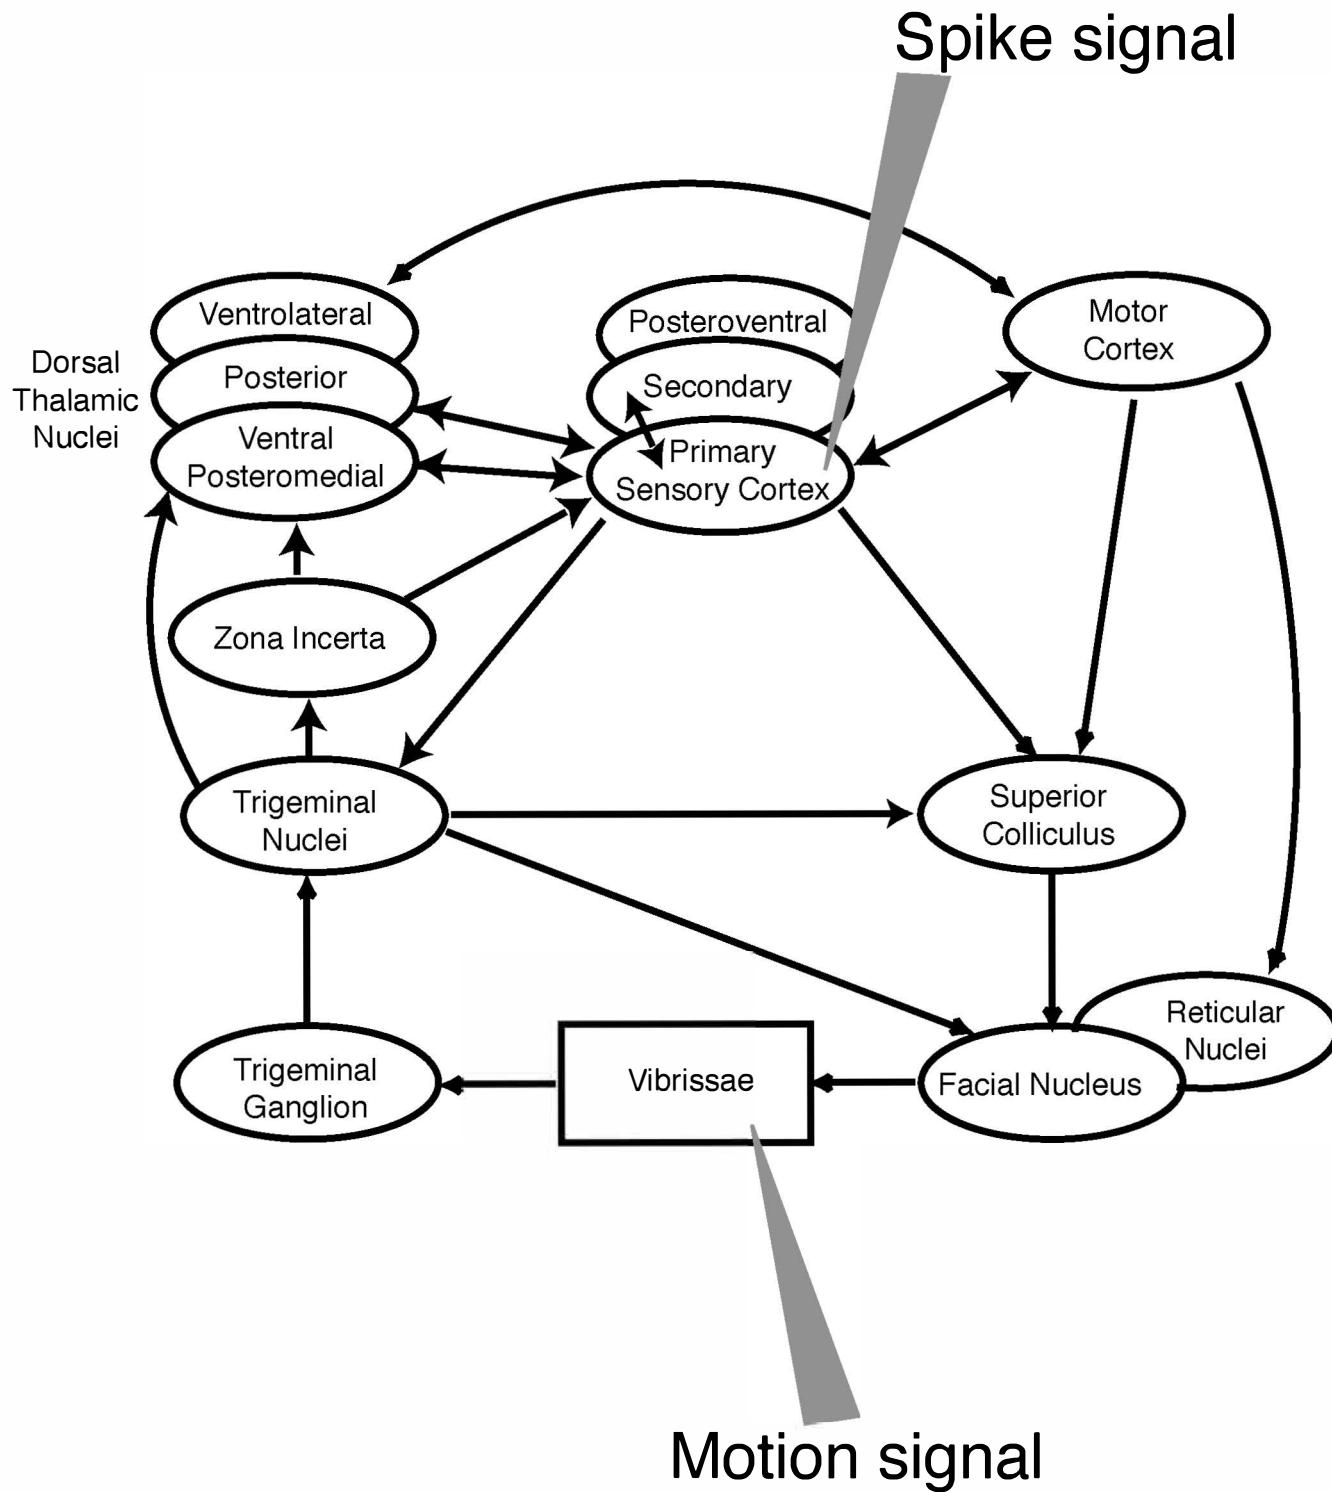 Spike signal
Ventrolateral
Posterior
Ventral
Posteromedial
Dorsal
Thalamic
Nuclei
Posteroventral
Secondary
Primary
Sensory Cortex
Motor
Cortex
Zona Incerta
Trigeminal
Nuclei
Superior
Colliculus
Trigeminal
Ganglion
Vibrissae
Facial Nucleus
Reticular
Nuclei
Motion signal